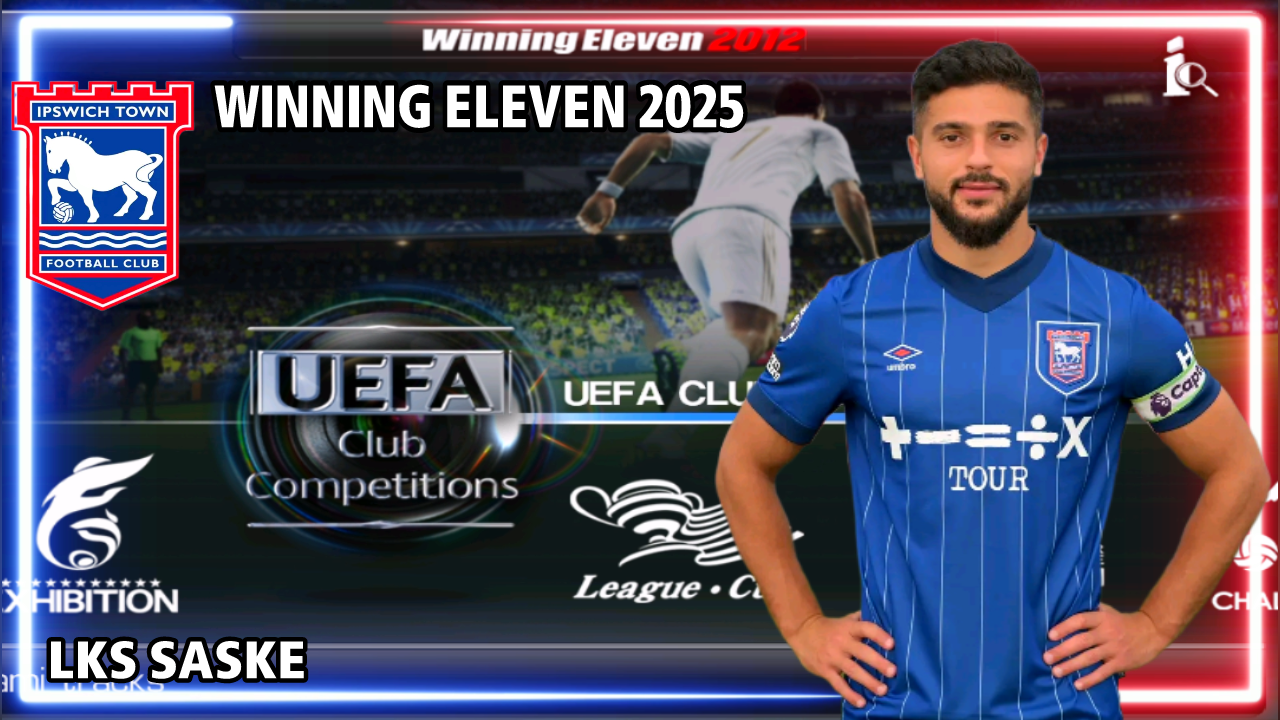 Winning Eleven 2012
IPSWICH TOWN
FOOTBALL CLUB
WINNING ELEVEN 2025
UEFA
Club
Competitions
UEFA CLU
umbro
+-=÷x
TOUR
XHIBITION
League • C
CHAI
LKS SASKE